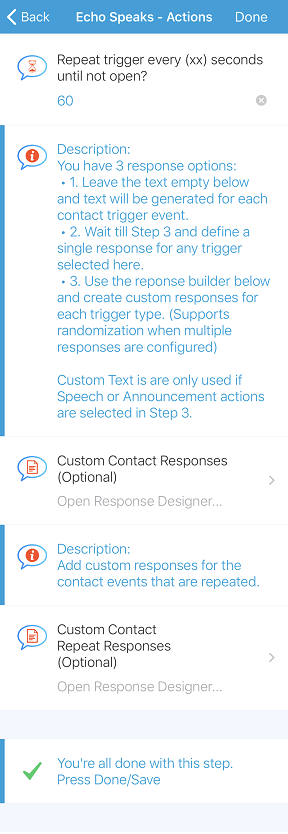 Back Echo Speaks - Actions Done
Repeat trigger every (xx) seconds
until not open?
60
Description:
You have 3 response options:
• 1. Leave the text empty below
and text will be generated for each
contact trigger event.
• 2. Wait till Step 3 and define a
single response for any trigger
selected here.
• 3. Use the reponse builder below
and create custom responses for
each trigger type. (Supports
randomization when multiple
responses are configured)
Custom Text is are only used if
Speech or Announcement actions
are selected in Step 3.
Custom Contact Responses
(Optional)
Open Response Designer...
Description:
Add custom responses for the
contact events that are repeated.
Custom Contact
Repeat Responses
(Optional)
Open Response Designer...
You're all done with this step.
Press Done/Save